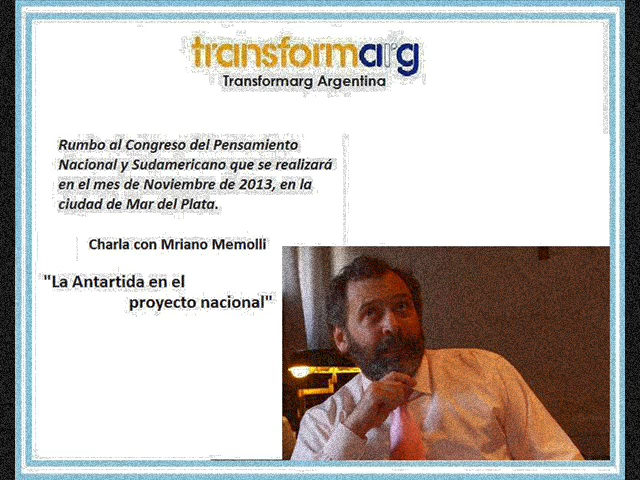 transformarg
Transformarg Argentina
Rumbo al Congreso del Pensamiento
Nacional y Sudamericano que se realizará
en el mes de Noviembre de 2013, en la
ciudad de Mar del Plata.
Charla con Mriano Memolli
"La Antartida en el
proyecto nacional"